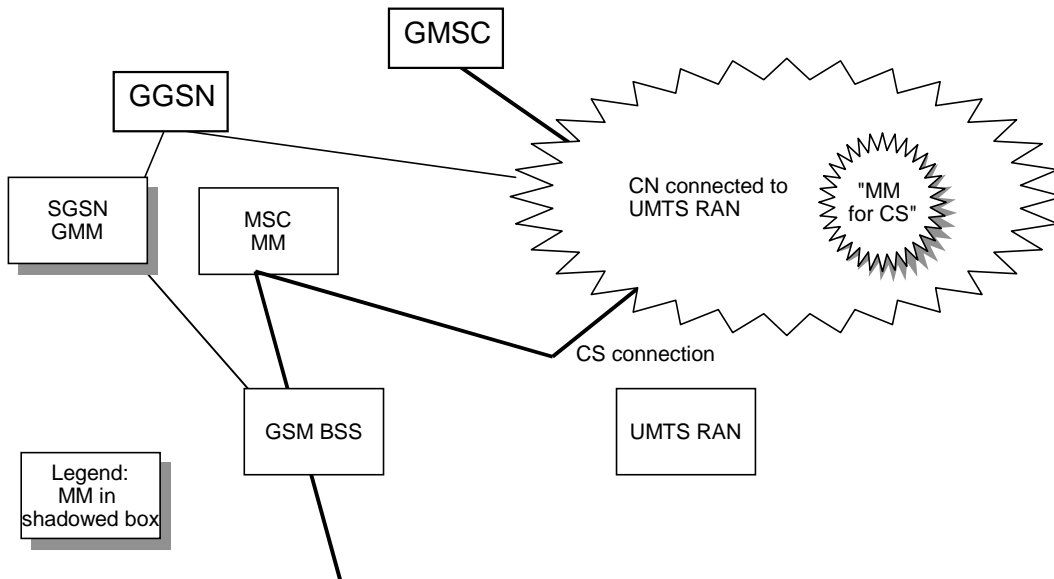 GMSC
GGSN
SGSN
GMM
MSC
MM
CN connected to
UMTS RAN
"MM
for CS"
CS connection
GSM BSS
UMTS RAN
Legend:
MM in
shadowed box